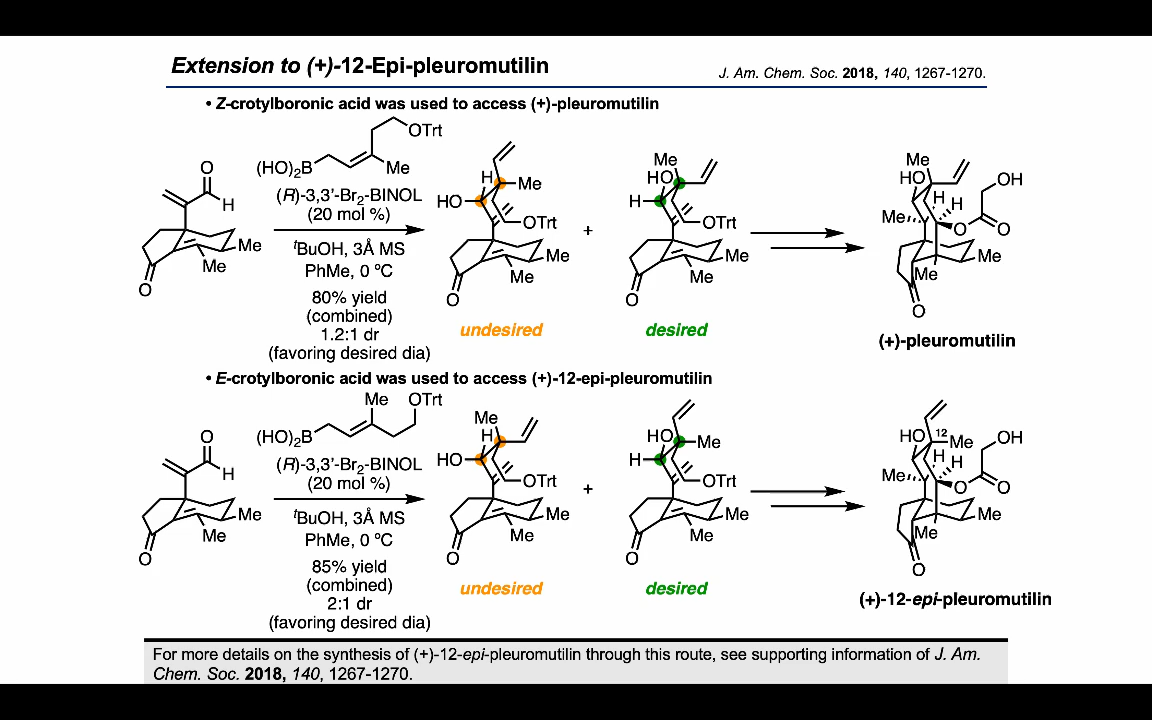 Extension to (+)-12-Epi-pleuromutilin
J. Am. Chem. Soc. 2018, 140, 1267-1270.
• Z-crotylboronic acid was used to access (+)-pleuromutilin
O
H
O
Me
Me
OTrt
(HO)₂B
Me
(R)-3,3'-Br₂-BINOL
(20 mol %)
ᵗBuOH, 3Å MS
PhMe, 0 ºC
80% yield
(combined)
1.2:1 dr
(favoring desired dia)
H
Me
HO
OTrt
Me
Me
O
undesired
+
Me
HO
H
OTrt
Me
Me
O
desired
Me
HO
OH
H
H
Me
O
O
Me
Me
O
(+)-pleuromutilin
• E-crotylboronic acid was used to access (+)-12-epi-pleuromutilin
O
H
O
Me
Me
Me OTrt
(HO)₂B
(R)-3,3'-Br₂-BINOL
(20 mol %)
ᵗBuOH, 3Å MS
PhMe, 0 ºC
85% yield
(combined)
2:1 dr
(favoring desired dia)
Me
H
HO
OTrt
Me
Me
O
undesired
+
HO
Me
H
OTrt
Me
Me
O
desired
HO
12
Me
OH
H
H
Me
O
O
Me
Me
O
(+)-12-epi-pleuromutilin
For more details on the synthesis of (+)-12-epi-pleuromutilin through this route, see supporting information of J. Am.
Chem. Soc. 2018, 140, 1267-1270.